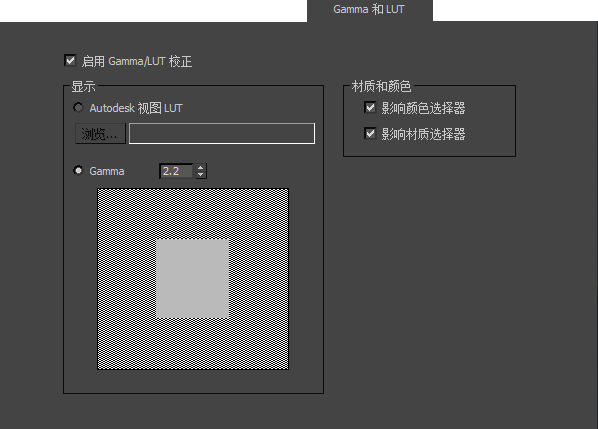 Gamma 和 LUT
启用 Gamma/LUT 校正
显示
Autodesk 视图 LUT
浏览...
Gamma
2.2
材质和颜色
影响颜色选择器
影响材质选择器